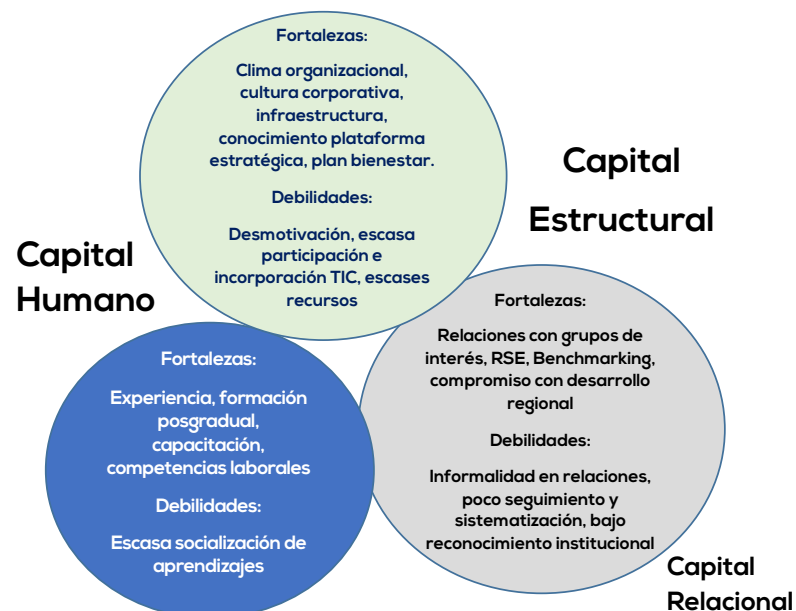 Fortalezas:
Clima organizacional,
cultura corporativa,
infraestructura,
conocimiento plataforma
estratégica, plan bienestar.
Debilidades:
Desmotivación, escasa
participación e
incorporación TIC, escases
recursos
Capital
Estructural
Capital
Humano
Fortalezas:
Experiencia, formación
posgradual,
capacitación,
competencias laborales
Debilidades:
Escasa socialización de
aprendizajes
Fortalezas:
Relaciones con grupos de
interés, RSE, Benchmarking,
compromiso con desarrollo
regional
Debilidades:
Informalidad en relaciones,
poco seguimiento y
sistematización, bajo
reconocimiento institucional
Capital
Relacional